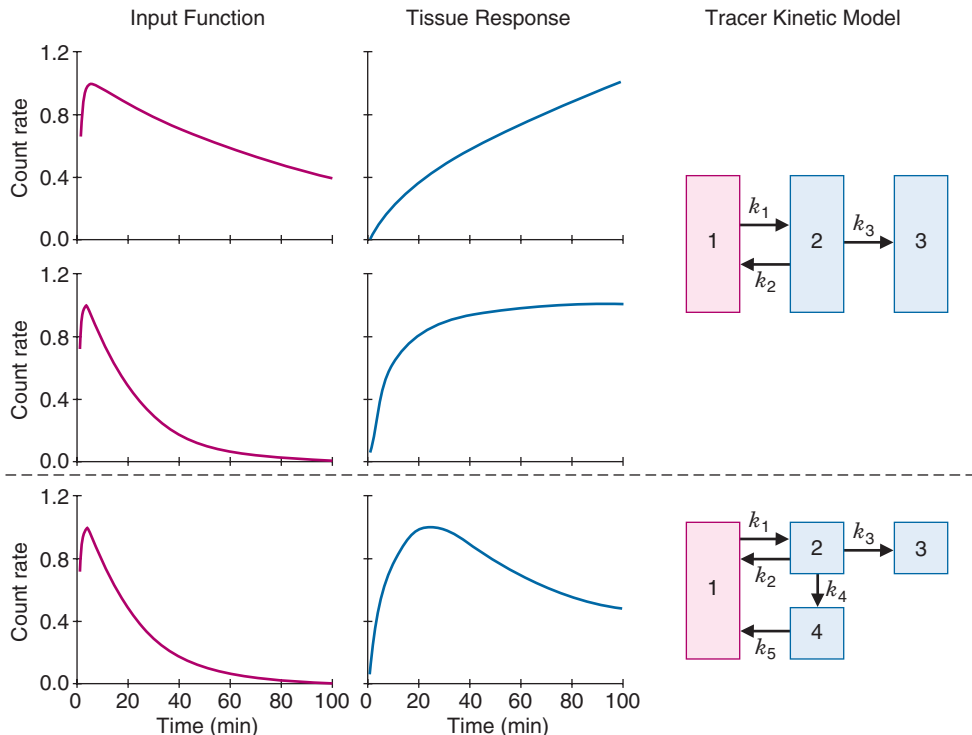 Input Function
Tissue Response
Tracer Kinetic Model
Count rate
1.2
0.8
0.4
0.0
1
k1
k2
2
k3
3
Count rate
1.2
0.8
0.4
0.0
Count rate
1.2
0.8
0.4
0.0
0 20 40 60 80 100
Time (min)
0 20 40 60 80 100
Time (min)
1
k1
k2
2
k3
3
k4
4
k5